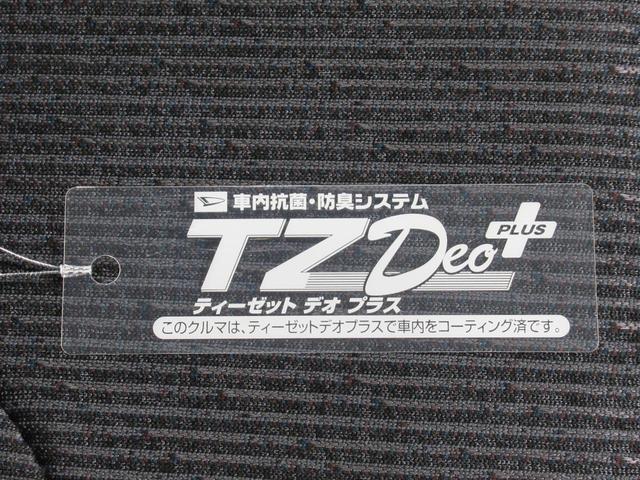 車内抗菌・防臭システム
TZ Deo PLUS
ティーゼット デオ プラス
このクルマは、ティーゼットデオプラスで車内をコーティング済です。